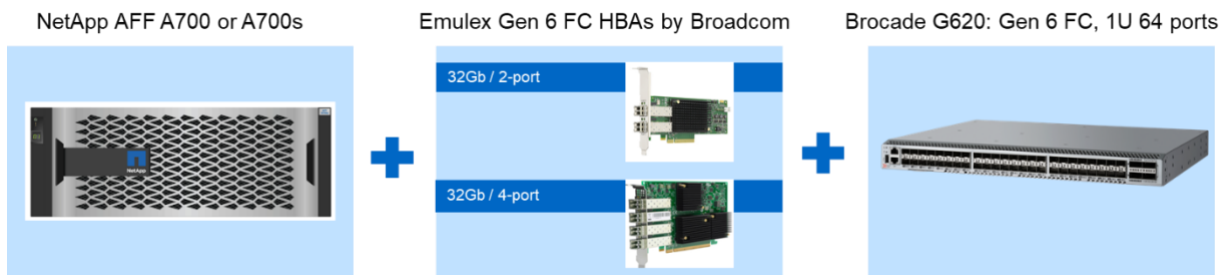 NetApp AFF A700 or A700s
Emulex Gen 6 FC HBAs by Broadcom
Brocade G620: Gen 6 FC, 1U 64 ports
32Gb / 2-port
NetApp
32Gb / 4-port